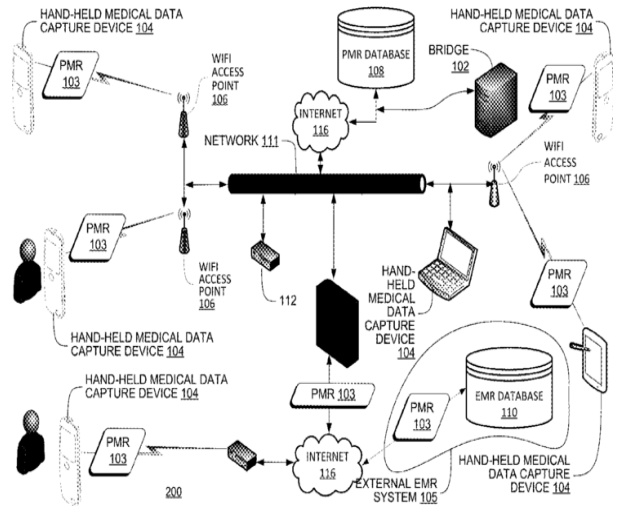 HAND-HELD MEDICAL DATA
CAPTURE DEVICE 104
PMR
103
WIFI
ACCESS
POINT
106
PMR DATABASE
108
BRIDGE
102
HAND-HELD MEDICAL DATA
CAPTURE DEVICE
104
PMR
103
INTERNET
116
NETWORK 111
WIFI
ACCESS
POINT 106
PMR
103
WIFI
ACCESS
POINT
106
112
HAND-
HELD
MEDICAL
DATA
CAPTURE
DEVICE
104
PMR
103
HAND-HELD MEDICAL DATA
CAPTURE DEVICE 104
HAND-HELD MEDICAL DATA
CAPTURE DEVICE 104
PMR 103
EMR DATABASE
110
PMR
103
PMR
103
INTERNET
116
200
EXTERNAL EMR
SYSTEM 105
HAND-HELD MEDICAL
DATA CAPTURE
DEVICE 104